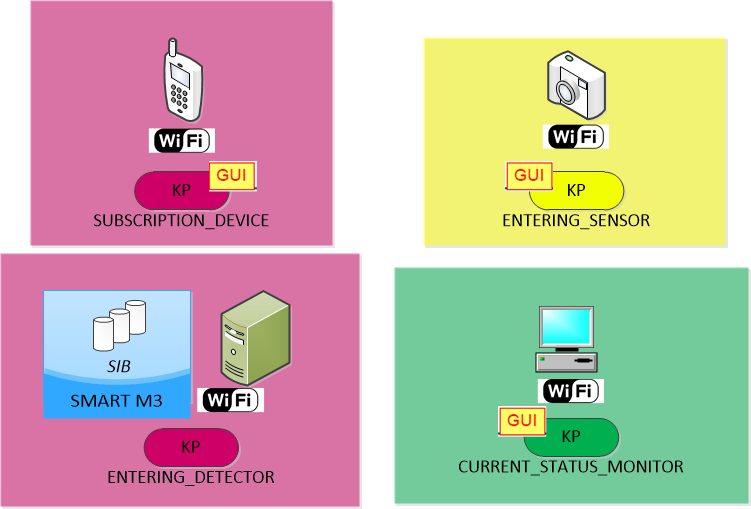 WiFi
GUI
KP
SUBSCRIPTION_DEVICE
WiFi
GUI
KP
ENTERING_SENSOR
SIB
SMART M3
WiFi
KP
ENTERING_DETECTOR
WiFi
GUI
KP
CURRENT_STATUS_MONITOR